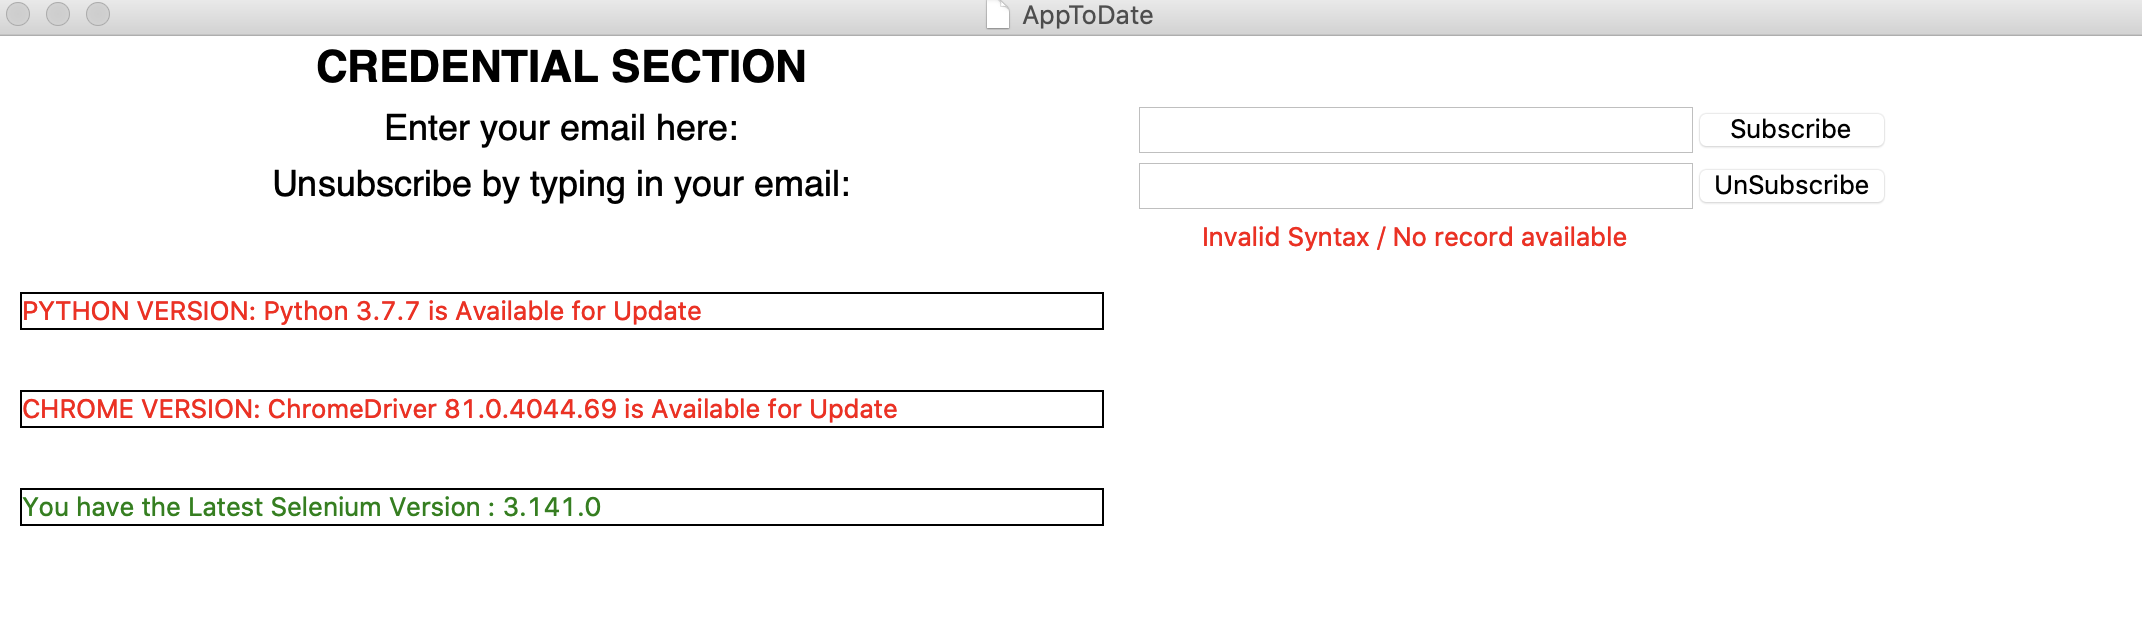 AppToDate
CREDENTIAL SECTION
Enter your email here:
Subscribe
Unsubscribe by typing in your email:
UnSubscribe
Invalid Syntax / No record available
PYTHON VERSION: Python 3.7.7 is Available for Update
CHROME VERSION: ChromeDriver 81.0.4044.69 is Available for Update
You have the Latest Selenium Version : 3.141.0